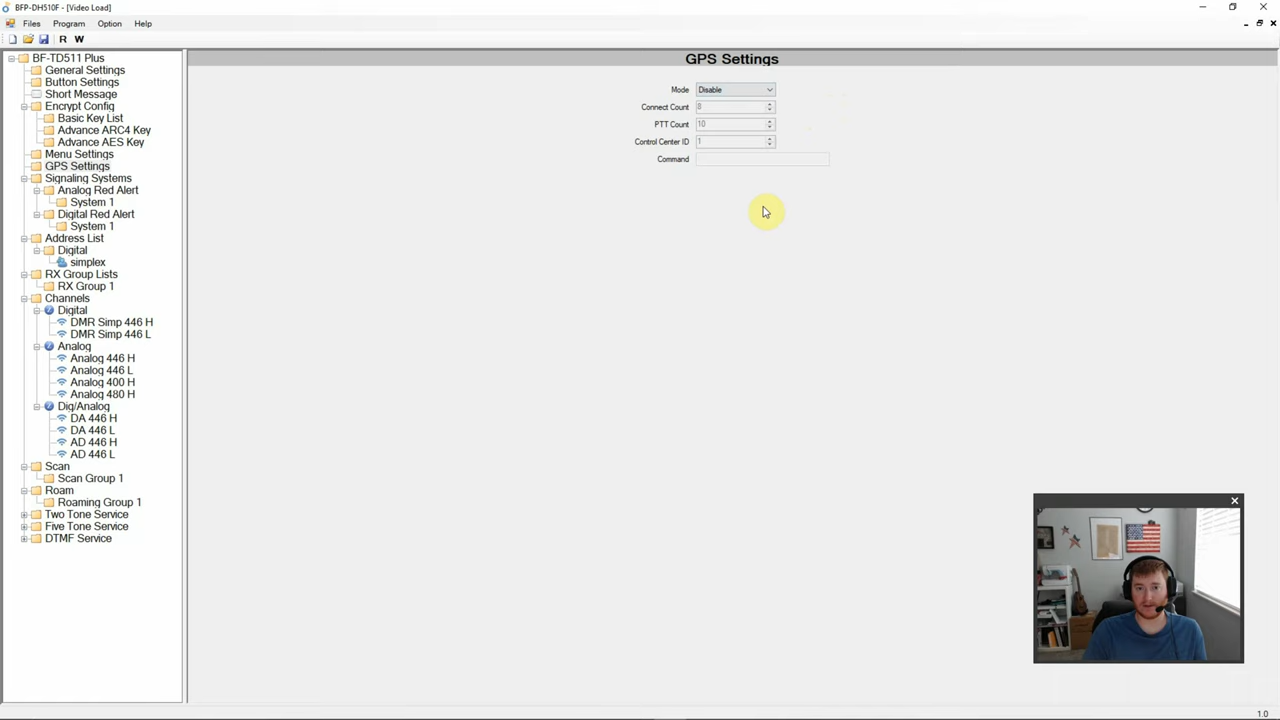 BFP-DH510F - [Video Load]
Files Program Option Help
R W
BF-TD511 Plus
General Settings
Button Settings
Short Message
Encrypt Config
Basic Key List
Advance ARC4 Key
Advance AES Key
Menu Settings
GPS Settings
Signaling Systems
Analog Red Alert
System 1
Digital Red Alert
System 1
Address List
Digital
simplex
RX Group Lists
RX Group 1
Channels
Digital
DMR Simp 446 H
DMR Simp 446 L
Analog
Analog 446 H
Analog 446 L
Analog 400 H
Analog 480 H
Dig/Analog
DA 446 H
DA 446 L
AD 446 H
AD 446 L
Scan
Scan Group 1
Roam
Roaming Group 1
Two Tone Service
Five Tone Service
DTMF Service
GPS Settings
Mode Disable
Connect Count 8
PTT Count 10
Control Center ID 1
Command
1.0